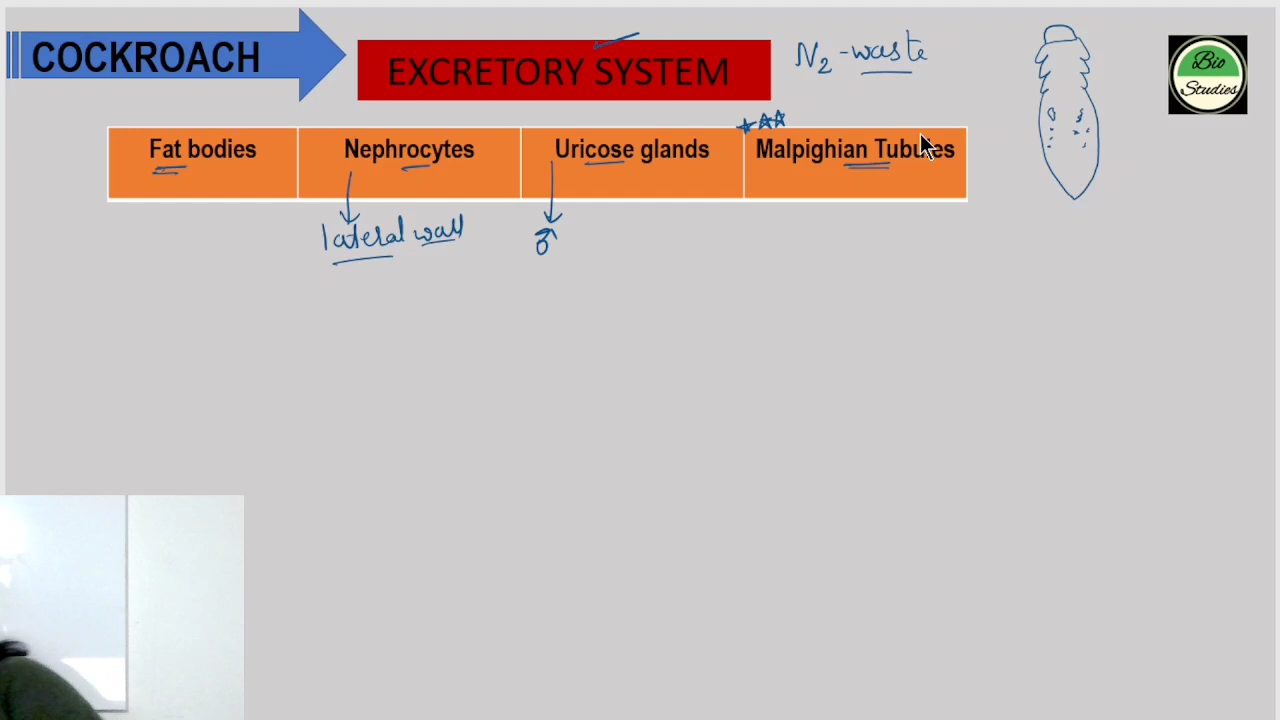 COCKROACH
EXCRETORY SYSTEM
N2-waste
Bio
Studies
Fat bodies
Nephrocytes
Uricose glands
Malpighian Tubules
lateral wall
♂